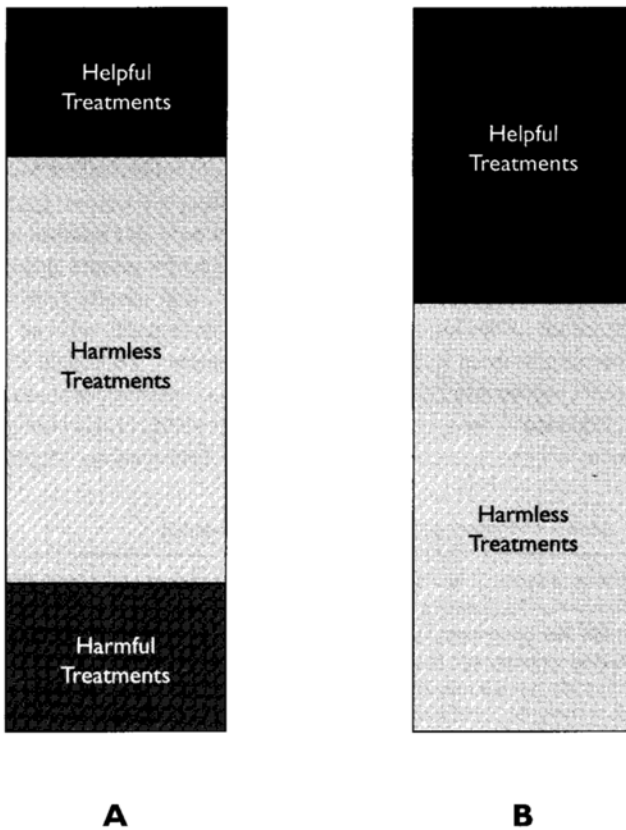 Helpful
Treatments
Harmless
Treatments
Harmful
Treatments
A
Helpful
Treatments
Harmless
Treatments
B